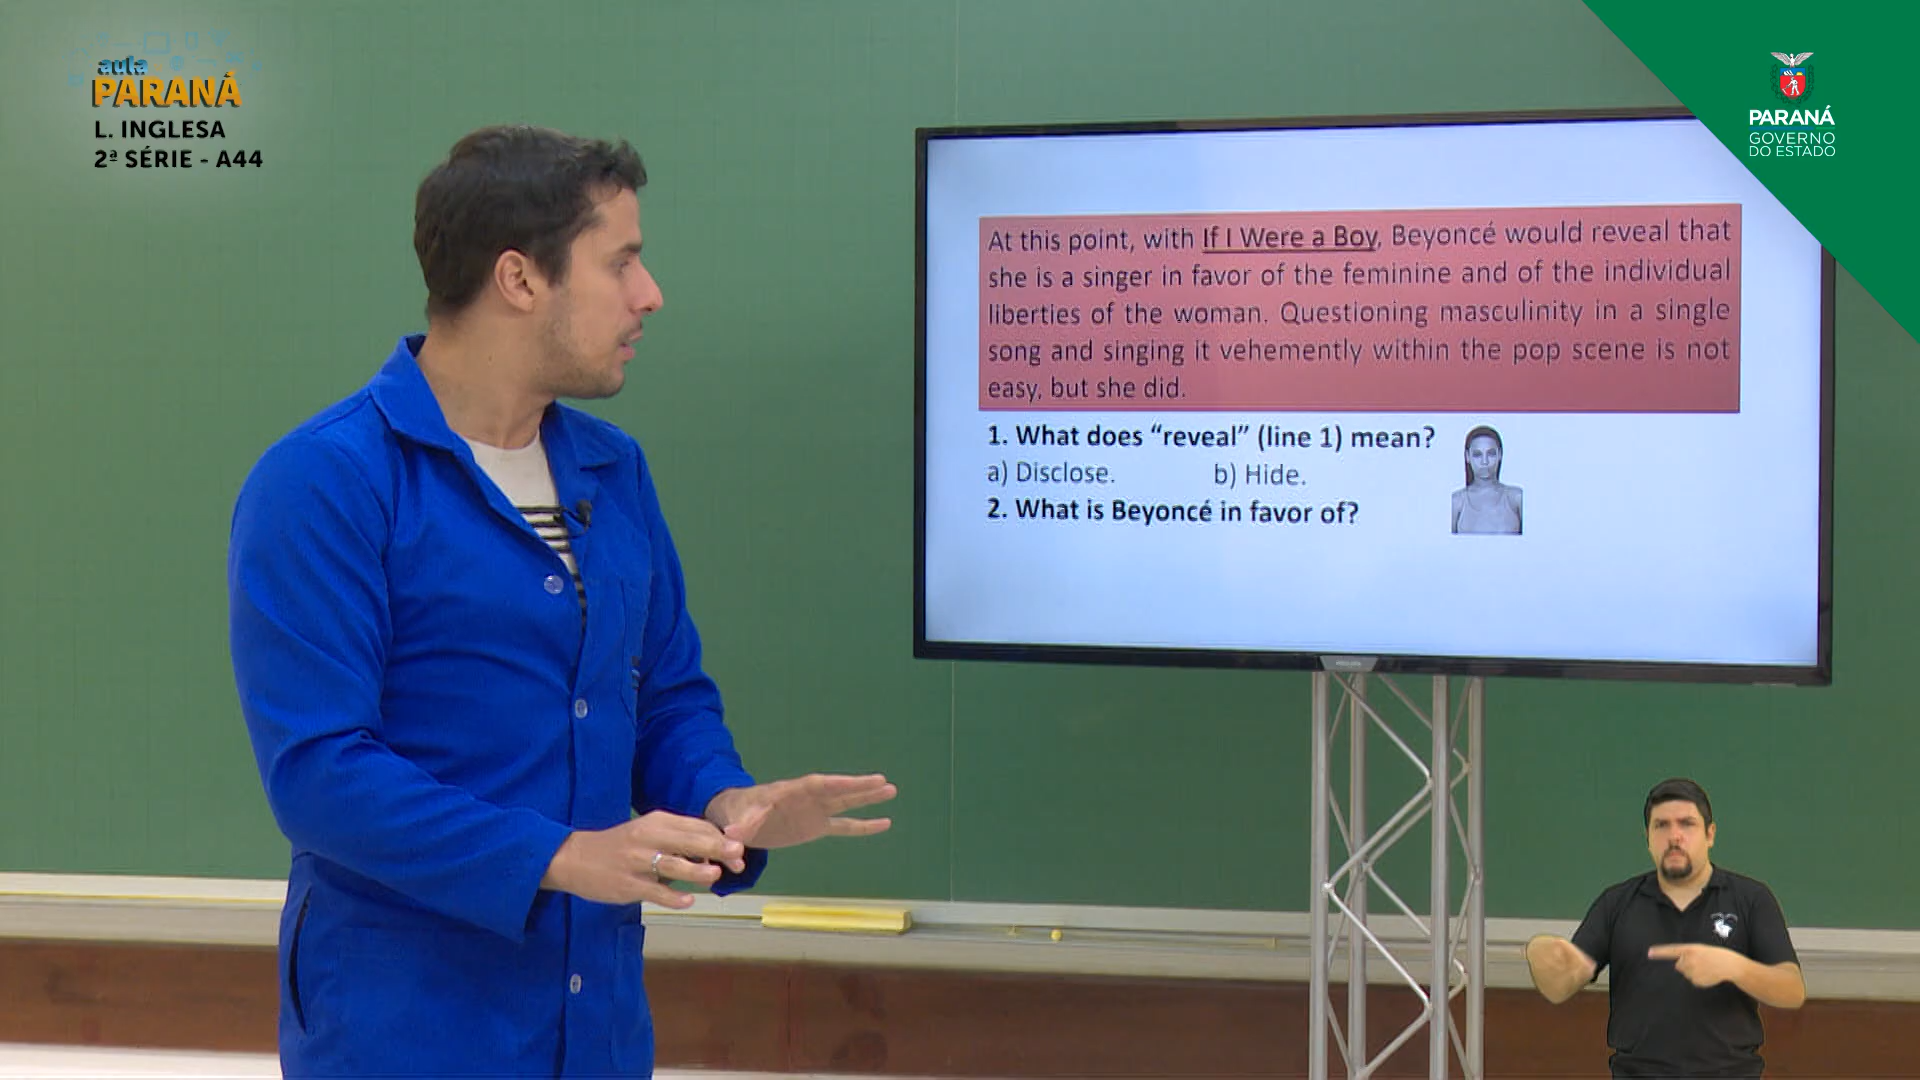 aula
PARANÁ
L. INGLESA
2ª SÉRIE - A44
PARANÁ
GOVERNO
DO ESTADO
At this point, with If I Were a Boy, Beyoncé would reveal that
she is a singer in favor of the feminine and of the individual
liberties of the woman. Questioning masculinity in a single
song and singing it vehemently within the pop scene is not
easy, but she did.
1. What does “reveal” (line 1) mean?
a) Disclose. b) Hide.
2. What is Beyoncé in favor of?